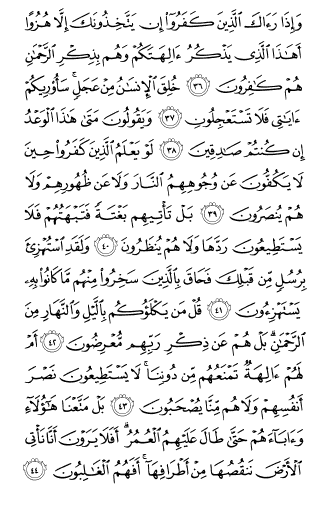 وَإِذَا رَءَاكَ ٱلَّذِينَ كَفَرُوٓا۟ إِن يَتَّخِذُونَكَ إِلَّا هُزُوًا
أَهَٰذَا ٱلَّذِى يَذْكُرُ ءَالِهَتَكُمْ وَهُم بِذِكْرِ ٱلرَّحْمَٰنِ
هُمْ كَٰفِرُونَ ٣٦ خُلِقَ ٱلْإِنسَٰنُ مِنْ عَجَلٍ ۚ سَأُو۟رِيكُمْ
ءَايَٰتِى فَلَا تَسْتَعْجِلُونِ ٣٧ وَيَقُولُونَ مَتَىٰ هَٰذَا ٱلْوَعْدُ
إِن كُنتُمْ صَٰدِقِينَ ٣٨ لَوْ يَعْلَمُ ٱلَّذِينَ كَفَرُوا۟ حِينَ
لَا يَكُفُّونَ عَن وُجُوهِهِمُ ٱلنَّارَ وَلَا عَن ظُهُورِهِمْ وَلَا
هُمْ يُنصَرُونَ ٣٩ بَلْ تَأْتِيهِم بَغْتَةً فَتَبْهَتُهُمْ فَلَا
يَسْتَطِيعُونَ رَدَّهَا وَلَا هُمْ يُنظَرُونَ ٤٠ وَلَقَدِ ٱسْتُهْزِئَ
بِرُسُلٍ مِّن قَبْلِكَ فَحَاقَ بِٱلَّذِينَ سَخِرُوا۟ مِنْهُم مَّا كَانُوا۟ بِهِۦ
يَسْتَهْزِءُونَ ٤١ قُلْ مَن يَكْلَؤُكُم بِٱلَّيْلِ وَٱلنَّهَارِ مِنَ
ٱلرَّحْمَٰنِ ۗ بَلْ هُمْ عَن ذِكْرِ رَبِّهِم مُّعْرِضُونَ ٤٢ أَمْ
لَهُمْ ءَالِهَةٌ تَمْنَعُهُم مِّن دُونِنَا ۚ لَا يَسْتَطِيعُونَ نَصْرَ
أَنفُسِهِمْ وَلَا هُم مِّنَّا يُصْحَبُونَ ٤٣ بَلْ مَتَّعْنَا هَٰٓؤُلَآءِ
وَءَابَآءَهُمْ حَتَّىٰ طَالَ عَلَيْهِمُ ٱلْعُمُرُ ۗ أَفَلَا يَرَوْنَ أَنَّا نَأْتِى
ٱلْأَرْضَ نَنقُصُهَا مِنْ أَطْرَافِهَآ ۚ أَفَهُمُ ٱلْغَٰلِبُونَ ٤٤